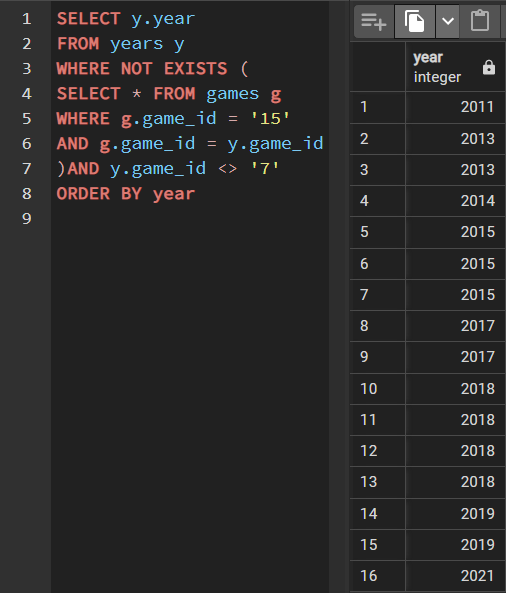 1 SELECT y.year
2 FROM years y
3 WHERE NOT EXISTS (
4 SELECT * FROM games g
5 WHERE g.game_id = '15'
6 AND g.game_id = y.game_id
7 )AND y.game_id <> '7'
8 ORDER BY year
9
year
integer
1 2011
2 2013
3 2013
4 2014
5 2015
6 2015
7 2015
8 2017
9 2017
10 2018
11 2018
12 2018
13 2018
14 2019
15 2019
16 2021